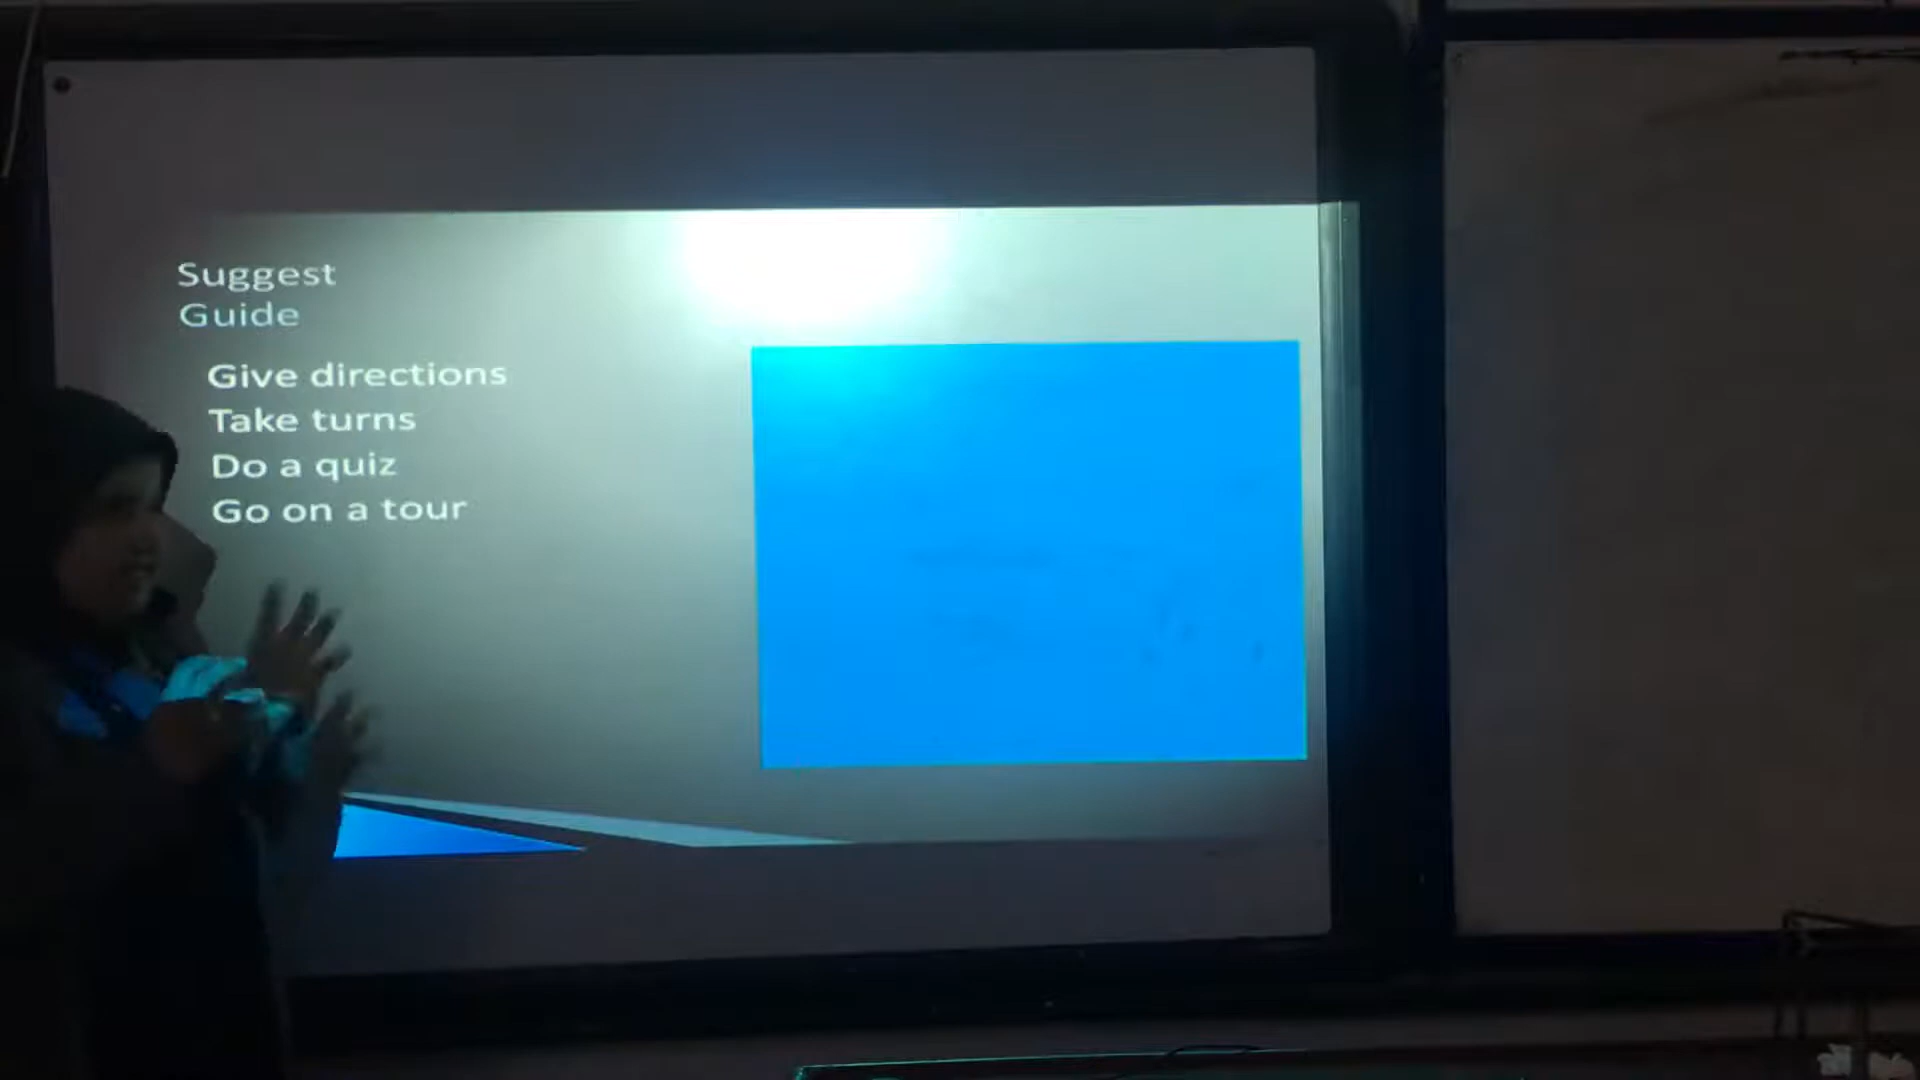 Suggest
Guide
Give directions
Take turns
Do a quiz
Go on a tour